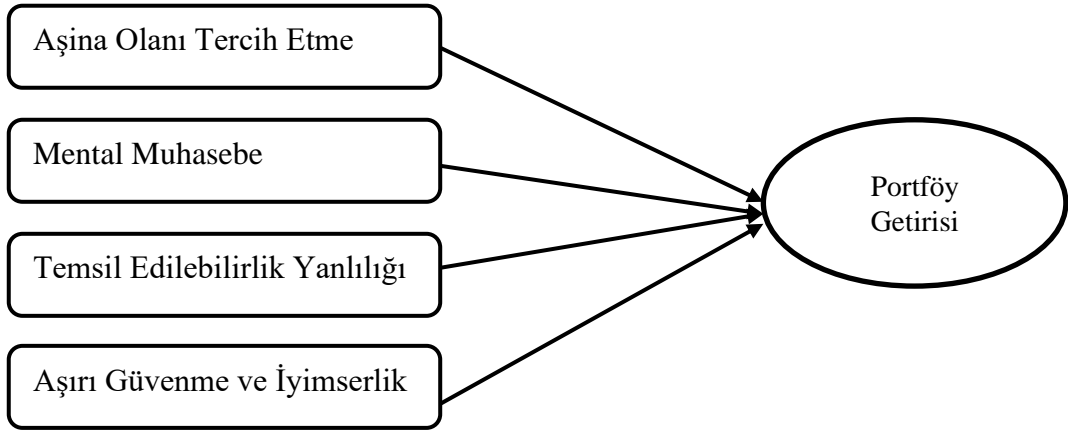 Aşina Olanı Tercih Etme
Mental Muhasebe
Temsil Edilebilirlik Yanlılığı
Aşırı Güvenme ve İyimserlik
Portföy
Getirisi